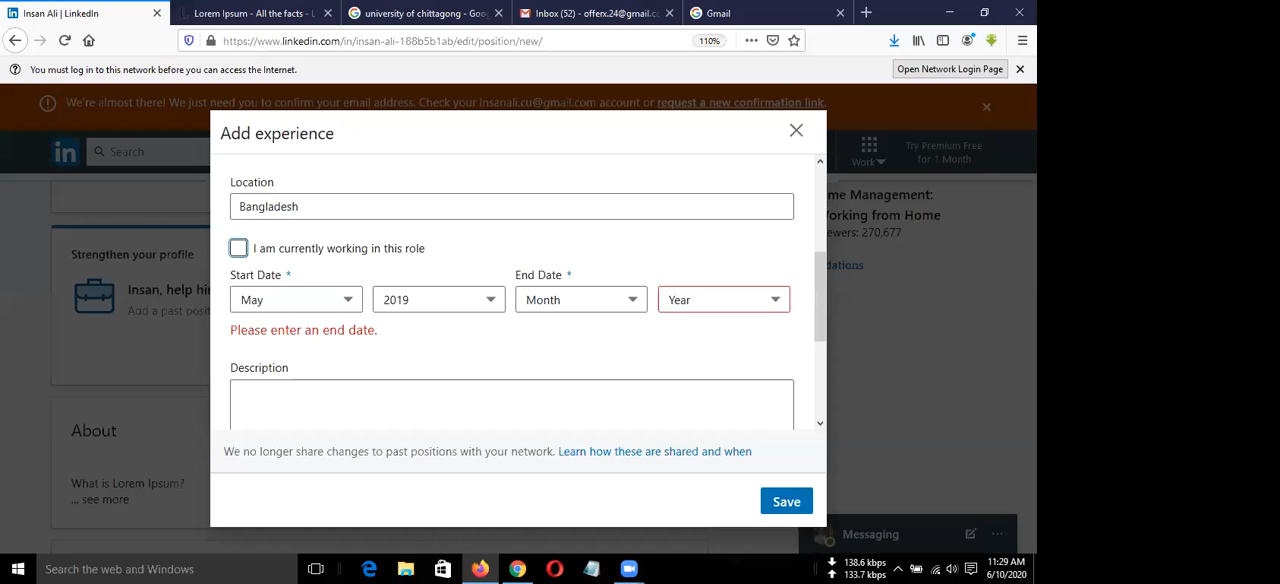 Insan Ali | LinkedIn
Lorem Ipsum - All the facts - L
university of chittagong - Goo
Inbox (52) - offerx.24@gmail.c
Gmail
https://www.linkedin.com/in/insan-ali-188b5b1ab/edit/position/new/
110%
You must log in to this network before you can access the Internet.
Open Network Login Page
We're almost there! We just need you to confirm your email address. Check your Insanali.cu@gmail.com account or request a new confirmation link.
Add experience
in
Search
Work
Try Premium Free
for 1 Month
Location
Bangladesh
me Management:
orking from Home
ewers: 270,677
dations
Strengthen your profile
Insan, help hir
Add a past posit
I am currently working in this role
Start Date *
End Date *
May
2019
Month
Year
Please enter an end date.
Description
About
What is Lorem Ipsum?
... see more
We no longer share changes to past positions with your network. Learn how these are shared and when
Save
Messaging
Search the web and Windows
138.6 kbps
133.7 kbps
11:29 AM
6/10/2020